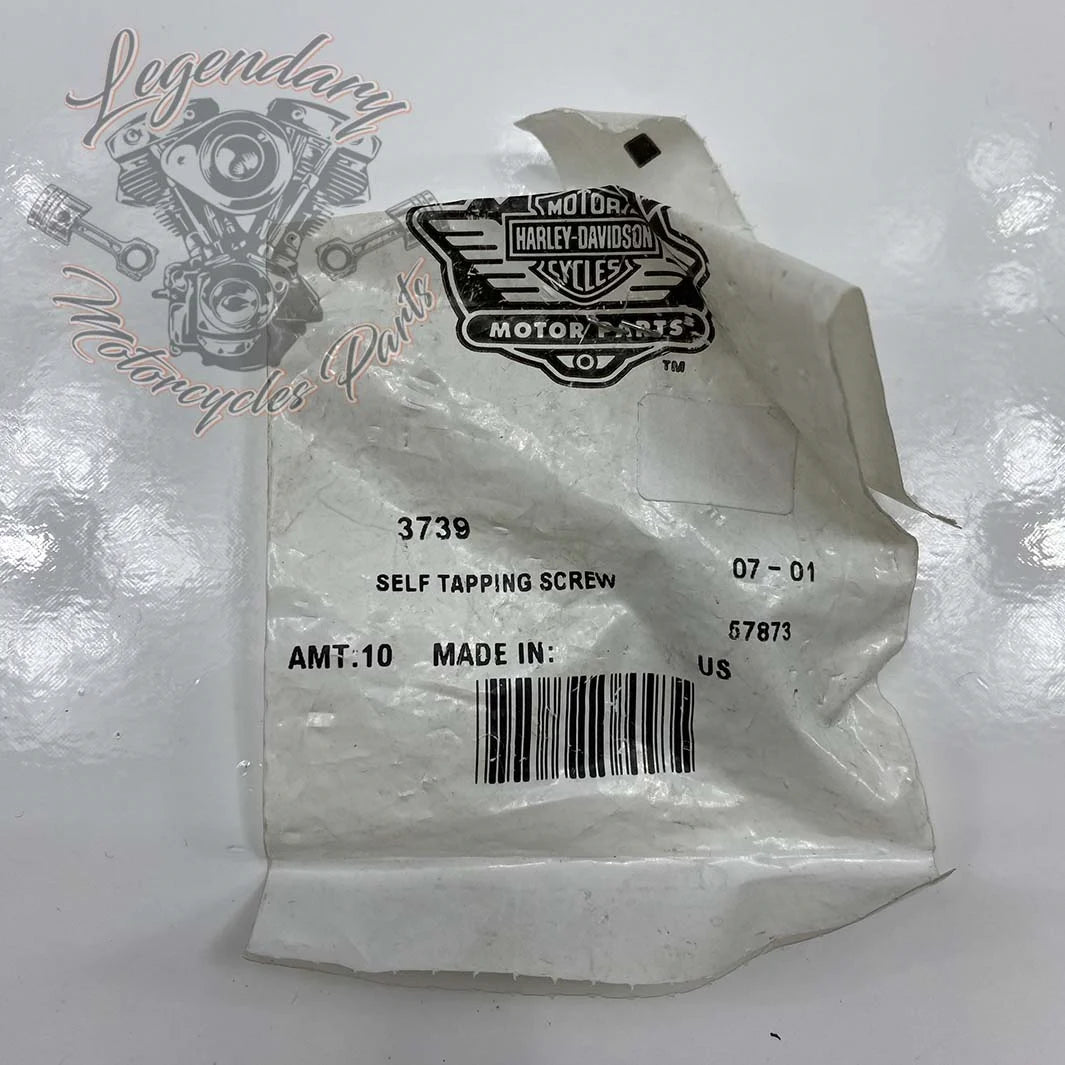 Legendary
Motorcycles Parts
MOTOR
HARLEY-DAVIDSON
CYCLES
MOTOR PARTS
TM
3739
SELF TAPPING SCREW
07-01
57873
AMT:10 MADE IN:
US